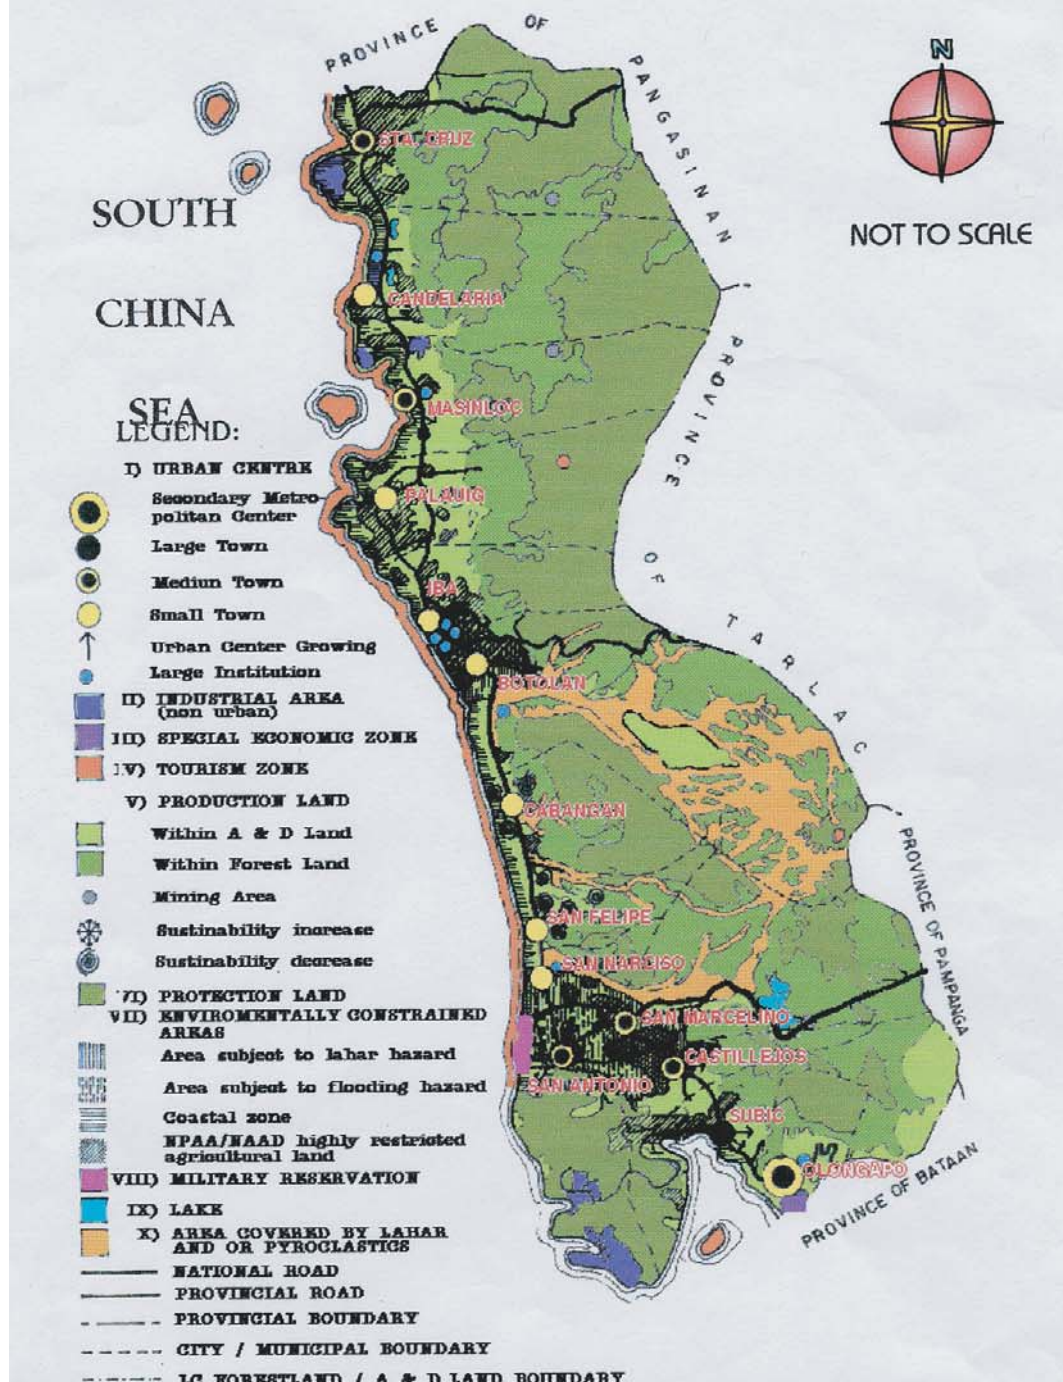 PROVINCE OF PANGASINAN
N
NOT TO SCALE
SOUTH
CHINA
SEA
STA. CRUZ
CANDELARIA
MASINLOC
PALAUIG
IBA
BOTOLAN
CABANGAN
SAN FELIPE
SAN NARCISO
SAN MARCELINO
CASTILLEJOS
SAN ANTONIO
SUBIC
OLONGAPO
PROVINCE OF TARLAC
PROVINCE OF PAMPANGA
PROVINCE OF BATAAN
LEGEND:
I) URBAN CENTRE
Secondary Metro
politan Center
Large Town
Mediun Town
Small Town
Urban Center Growing
Large Institution
II) INDUSTRIAL AREA
(non urban)
III) SPECIAL ECONOMIC ZONE
IV) TOURISM ZONE
V) PRODUCTION LAND
Within A & D Land
Within Forest Land
Mining Area
Sustinability increase
Sustinability decrease
VI) PROTECTION LAND
VII) ENVIROMENTALLY CONSTRAINED
AREAS
Area subject to lahar hazard
Area subject to flooding hazard
Coastal zone
NPAA/NAAD highly restricted
agricultural land
VIII) MILITARY RESERVATION
IX) LAKE
X) AREA COVERED BY LAHAR
AND OR PYROCLASTICS
NATIONAL ROAD
PROVINCIAL ROAD
PROVINCIAL BOUNDARY
CITY / MUNICIPAL BOUNDARY
FORESTLAND / A & D LAND BOUNDARY